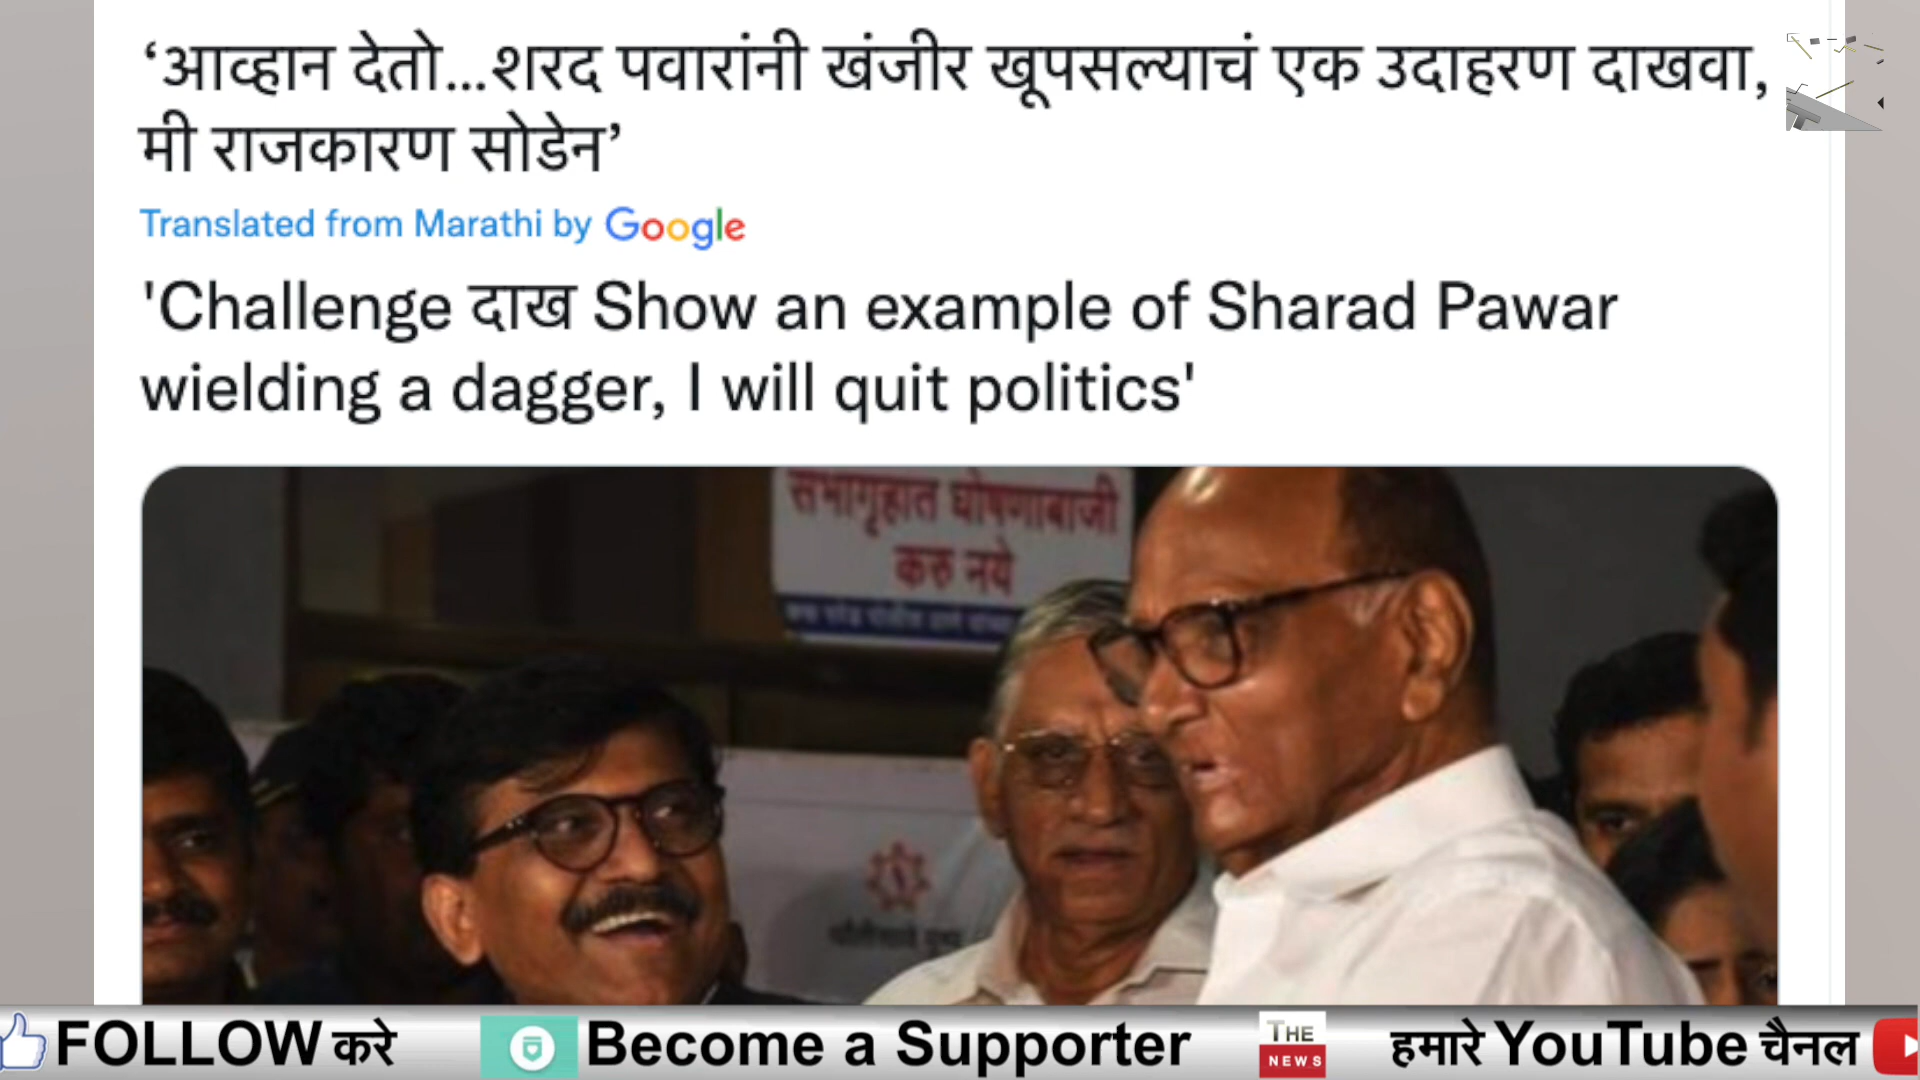 ‘आव्हान देतो...शरद पवारांनी खंजीर खूपसल्याचं एक उदाहरण दाखवा,
मी राजकारण सोडेन’
Translated from Marathi by Google
'Challenge दाख Show an example of Sharad Pawar
wielding a dagger, I will quit politics'
सभागृहात घोषणाबाजी
करु नये
FOLLOW करे Become a Supporter THE NEWS हमारे YouTube चैनल